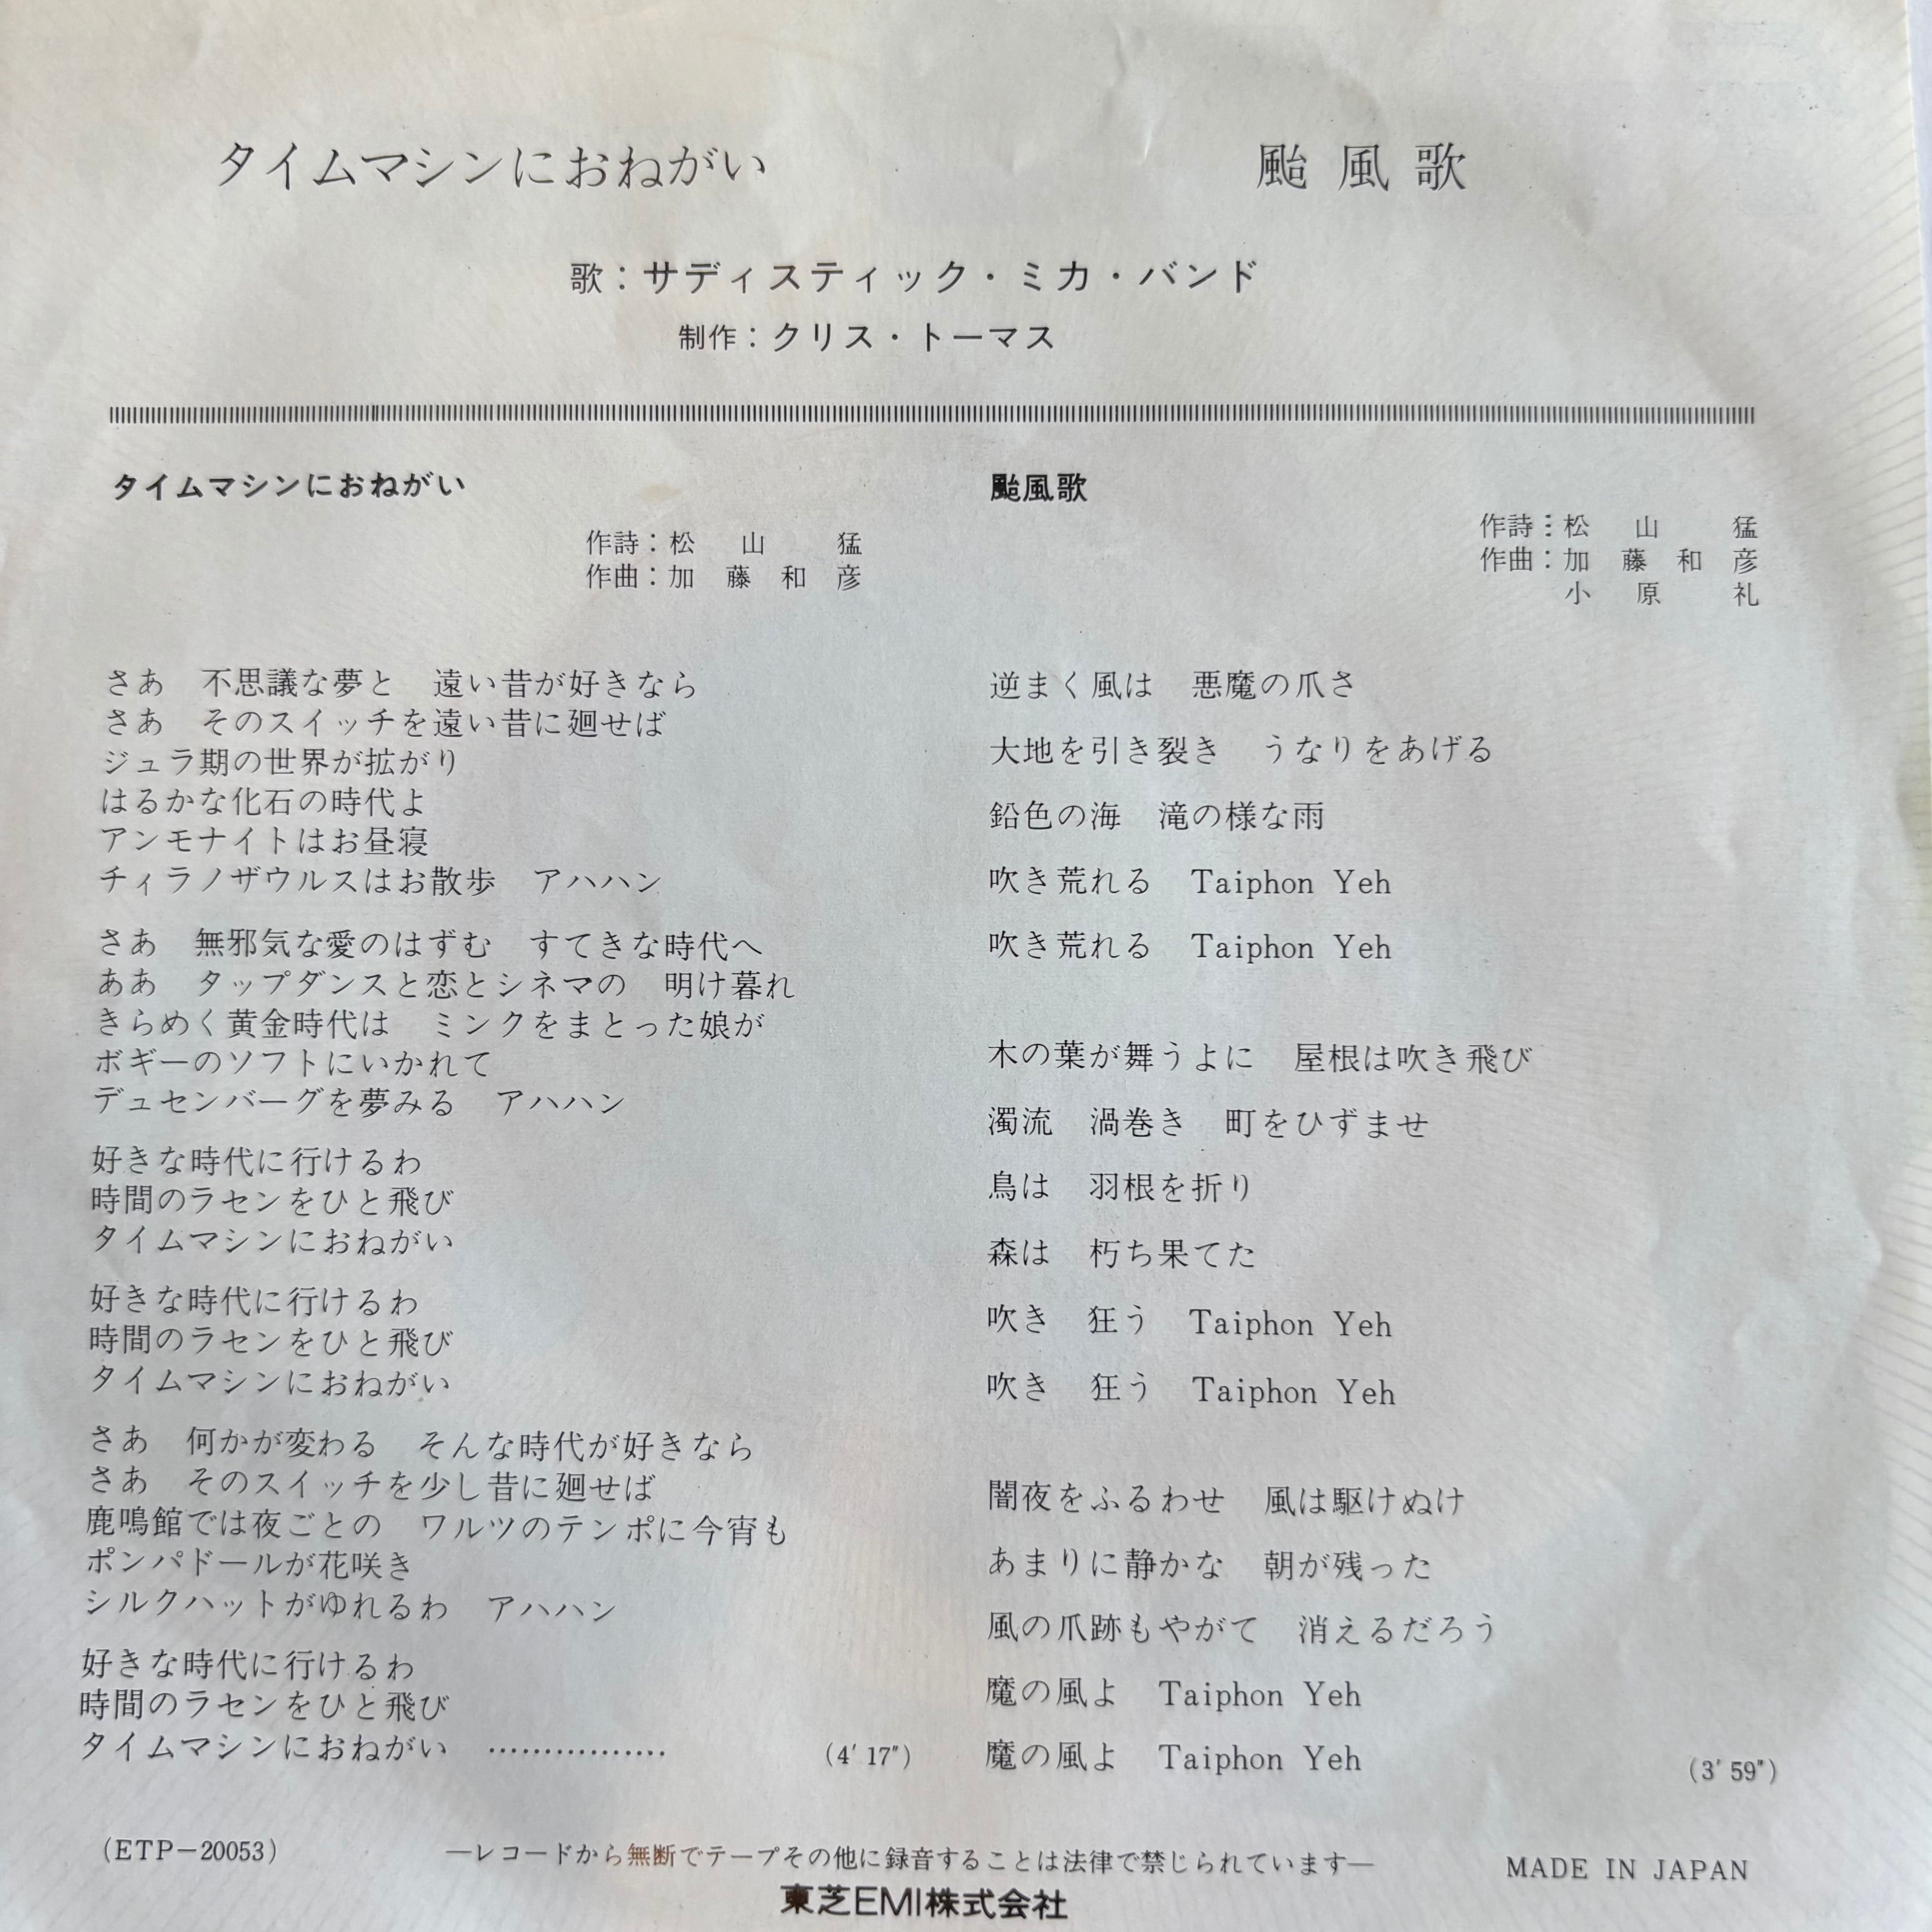 タイムマシンにおねがい
颱風歌
歌：サディスティック・ミカ・バンド
制作：クリス・トーマス
タイムマシンにおねがい
作詩：松山猛
作曲：加藤和彦
さあ　不思議な夢と　遠い昔が好きなら
さあ　そのスイッチを遠い昔に廻せば
ジュラ期の世界が拡がり
はるかな化石の時代よ
アンモナイトはお昼寝
チィラノザウルスはお散歩　アハハン
さあ　無邪気な愛のはずむ　すてきな時代へ
ああ　タップダンスと恋とシネマの　明け暮れ
きらめく黄金時代は　ミンクをまとった娘が
ボギーのソフトにいかれて
デュセンバーグを夢みる　アハハン
好きな時代に行けるわ
時間のラセンをひと飛び
タイムマシンにおねがい
好きな時代に行けるわ
時間のラセンをひと飛び
タイムマシンにおねがい
さあ　何かが変わる　そんな時代が好きなら
さあ　そのスイッチを少し昔に廻せば
鹿鳴館では夜ごとの　ワルツのテンポに今宵も
ポンパドールが花咲き
シルクハットがゆれるわ　アハハン
好きな時代に行けるわ
時間のラセンをひと飛び
タイムマシンにおねがい　………………
(4′17″)
颱風歌
作詩：松山猛
作曲：加藤和彦
小原礼
逆まく風は　悪魔の爪さ
大地を引き裂き　うなりをあげる
鉛色の海　滝の様な雨
吹き荒れる　Taiphon Yeh
吹き荒れる　Taiphon Yeh
木の葉が舞うよに　屋根は吹き飛び
濁流　渦巻き　町をひずませ
鳥は　羽根を折り
森は　朽ち果てた
吹き　狂う　Taiphon Yeh
吹き　狂う　Taiphon Yeh
闇夜をふるわせ　風は駆けぬけ
あまりに静かな　朝が残った
風の爪跡もやがて　消えるだろう
魔の風よ　Taiphon Yeh
魔の風よ　Taiphon Yeh
(3′59″)
(ETP－20053)
―レコードから無断でテープその他に録音することは法律で禁じられています―
MADE IN JAPAN
東芝EMI株式会社